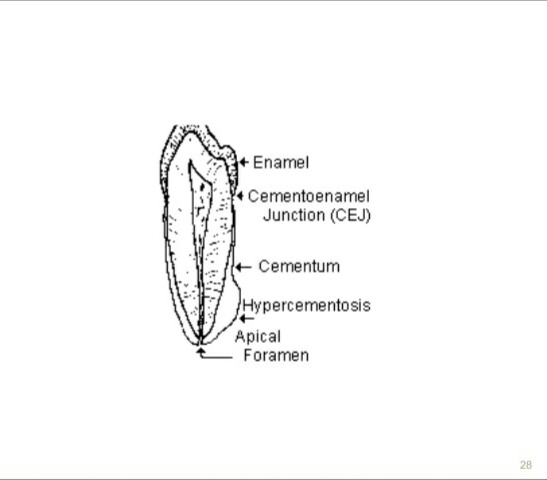 Enamel
Cementoenamel
Junction (CEJ)
Cementum
Hypercementosis
Apical
Foramen
28